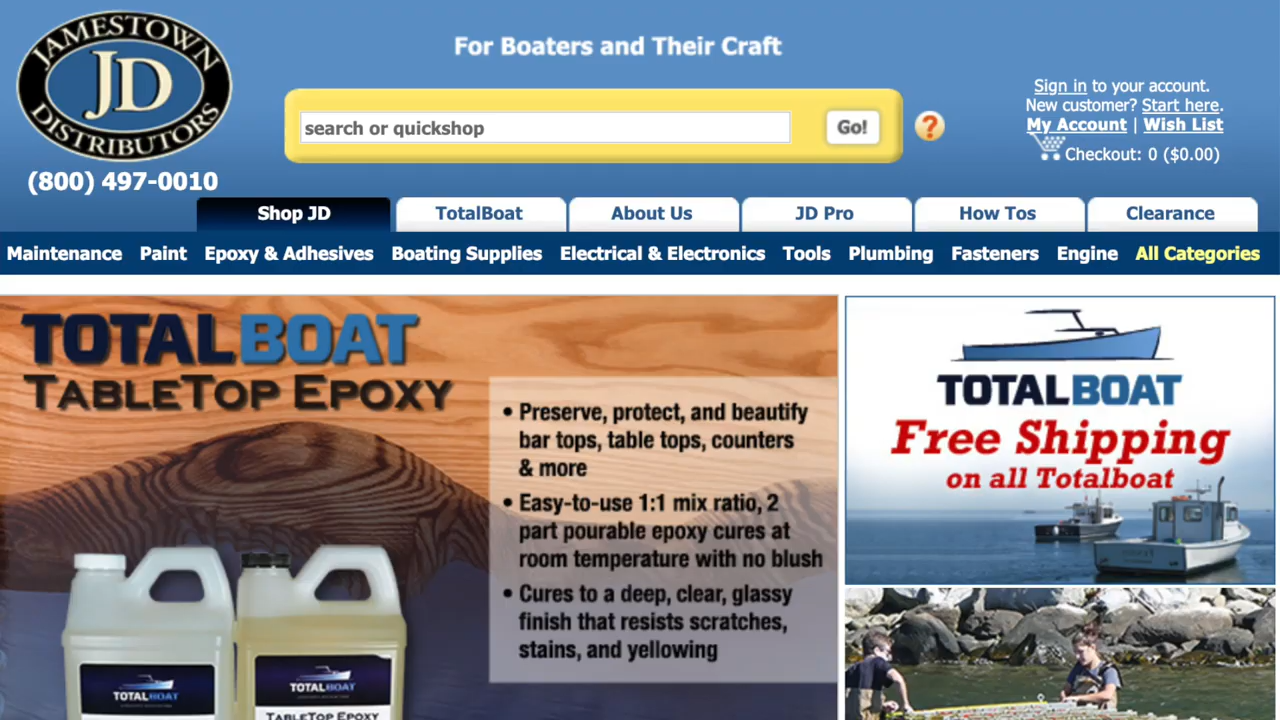 JAMESTOWN
JD
DISTRIBUTORS
(800) 497-0010
For Boaters and Their Craft
search or quickshop
Go!
?
Sign in to your account.
New customer? Start here.
My Account | Wish List
Checkout: 0 ($0.00)
Shop JD
TotalBoat
About Us
JD Pro
How Tos
Clearance
Maintenance Paint Epoxy & Adhesives Boating Supplies Electrical & Electronics Tools Plumbing Fasteners Engine All Categories
TOTALBOAT
TABLETOP EPOXY
• Preserve, protect, and beautify
bar tops, table tops, counters
& more
• Easy-to-use 1:1 mix ratio, 2
part pourable epoxy cures at
room temperature with no blush
• Cures to a deep, clear, glassy
finish that resists scratches,
stains, and yellowing
TOTALBOAT
TOTALBOAT
TABLETOP EPOXY
TOTALBOAT
Free Shipping
on all Totalboat